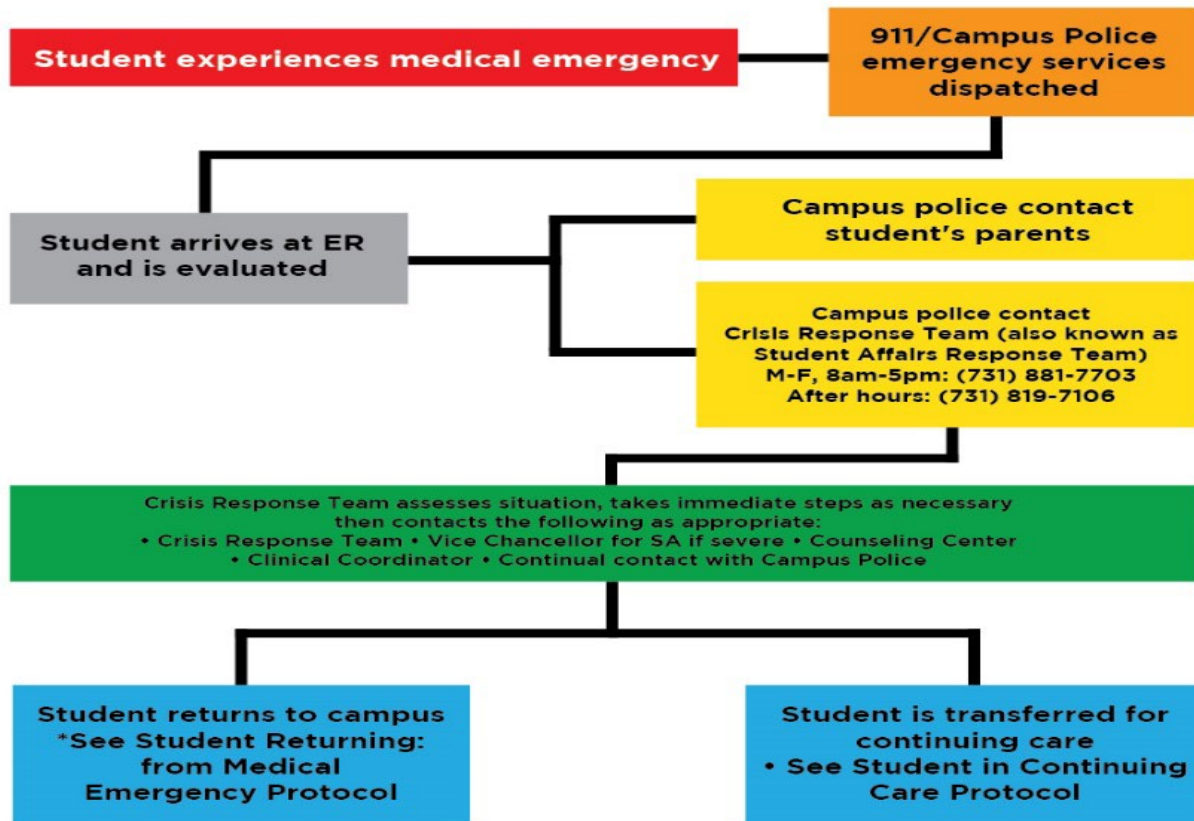 Student experiences medical emergency
911/Campus Police
emergency services
dispatched
Student arrives at ER
and is evaluated
Campus police contact
student's parents
Campus police contact
Crisis Response Team (also known as
Student Affairs Response Team)
M-F, 8am-5pm: (731) 881-7703
After hours: (731) 819-7106
Crisis Response Team assesses situation, takes immediate steps as necessary
then contacts the following as appropriate:
• Crisis Response Team • Vice Chancellor for SA if severe • Counseling Center
• Clinical Coordinator • Continual contact with Campus Police
Student returns to campus
*See Student Returning:
from Medical
Emergency Protocol
Student is transferred for
continuing care
• See Student in Continuing
Care Protocol